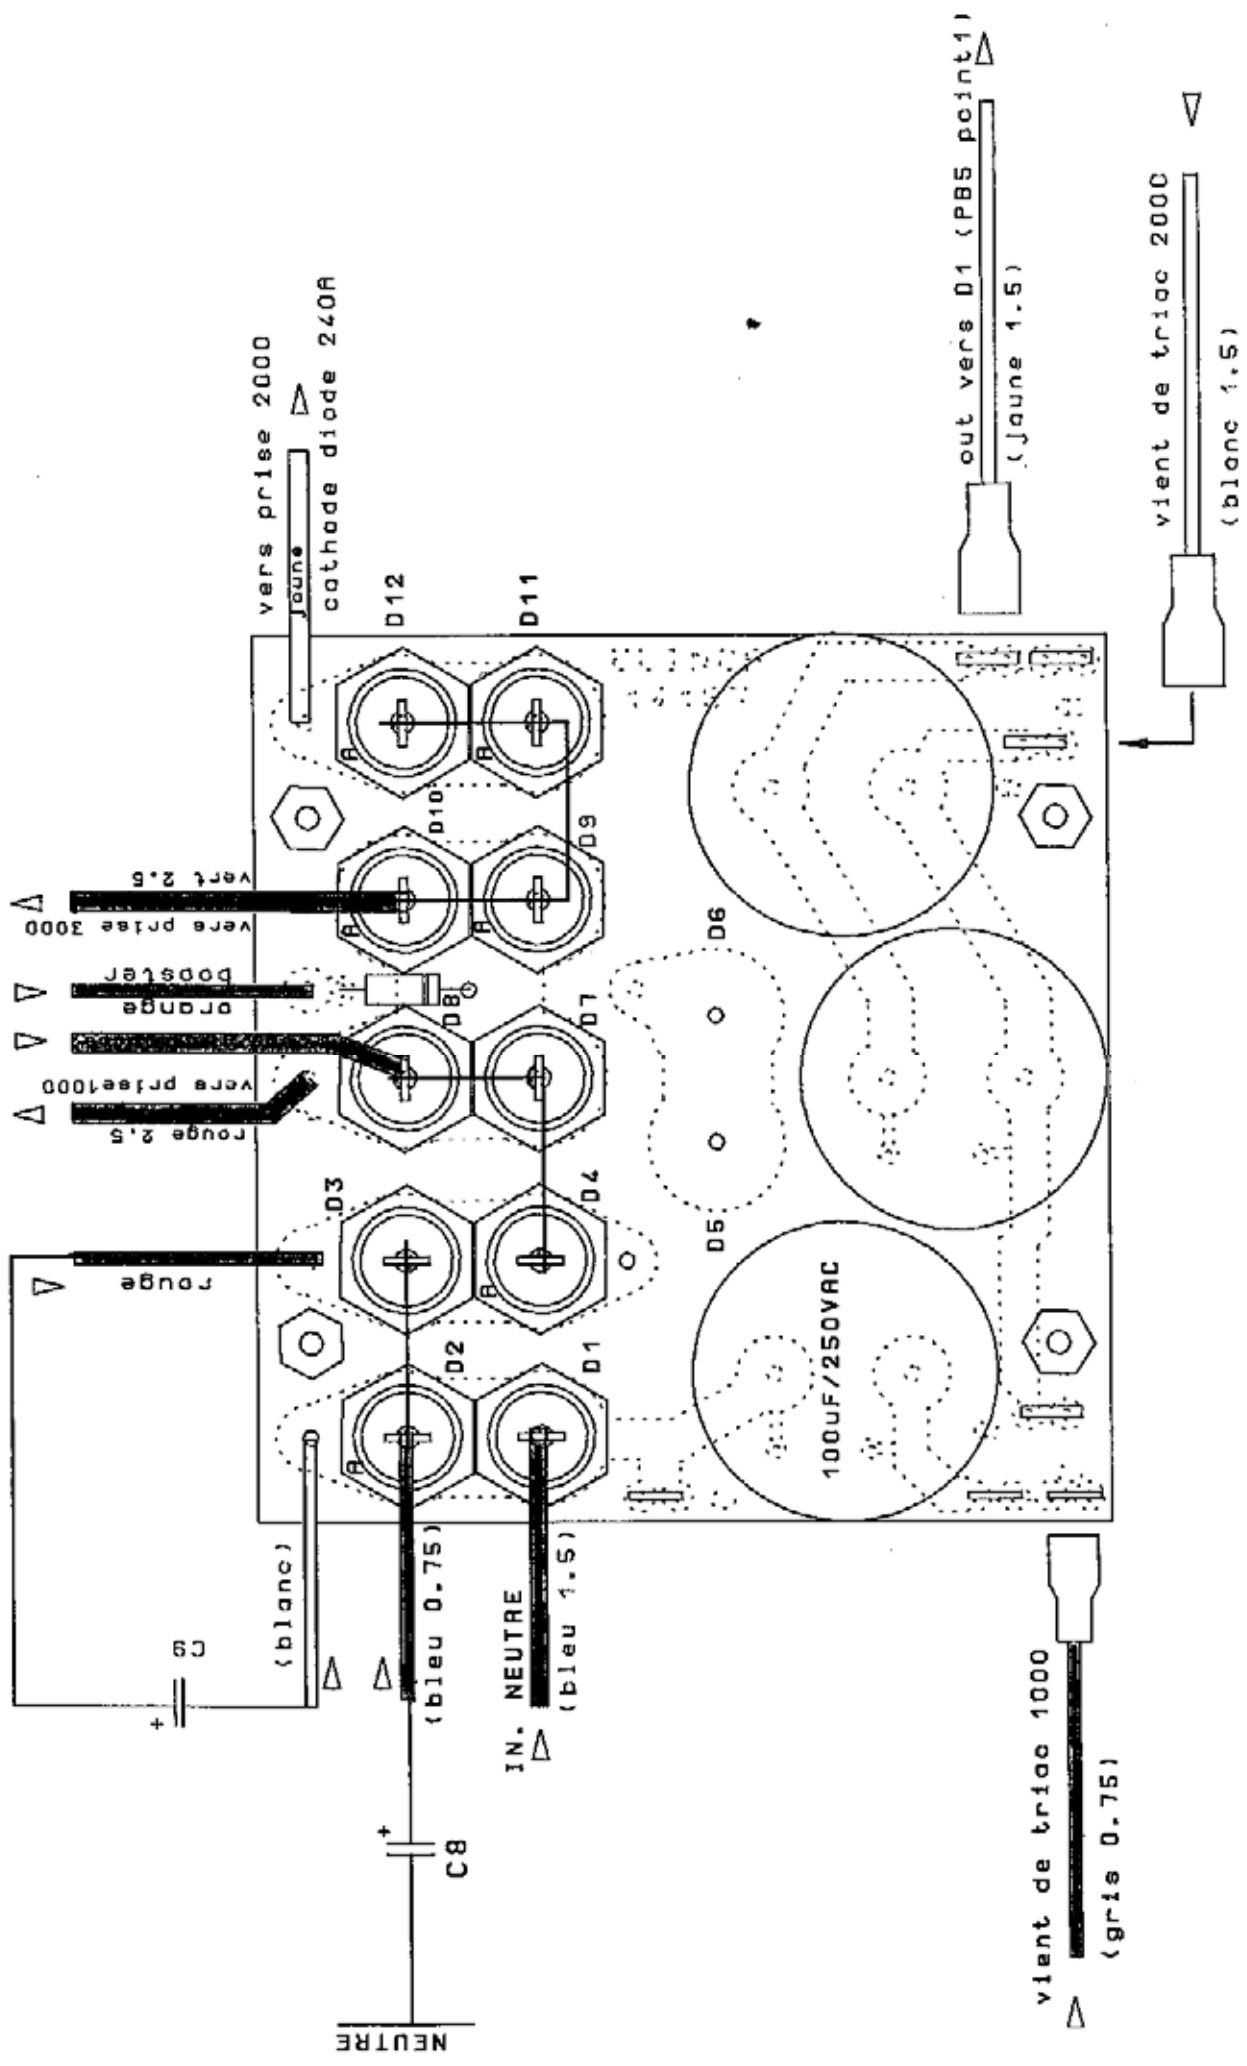 vers prise 2000
jaune
cathode diode 240A
out vers D1 (PB5 point1)
(jaune 1.5)
vient de triac 2000
(blanc 1.5)
D12
D11
vert 2.5
vers prise 3000
D10
D9
A
A
A
A
booster
orange
D8
D7
D6
vers prise1000
rouge 2.5
D3
D4
D5
rouge
A
D2
D1
A
100uF/250VAC
C9
+
(blanc)
(bleu 0.75)
IN. NEUTRE
(bleu 1.5)
+
C8
NEUTRE
vient de triac 1000
(gris 0.75)